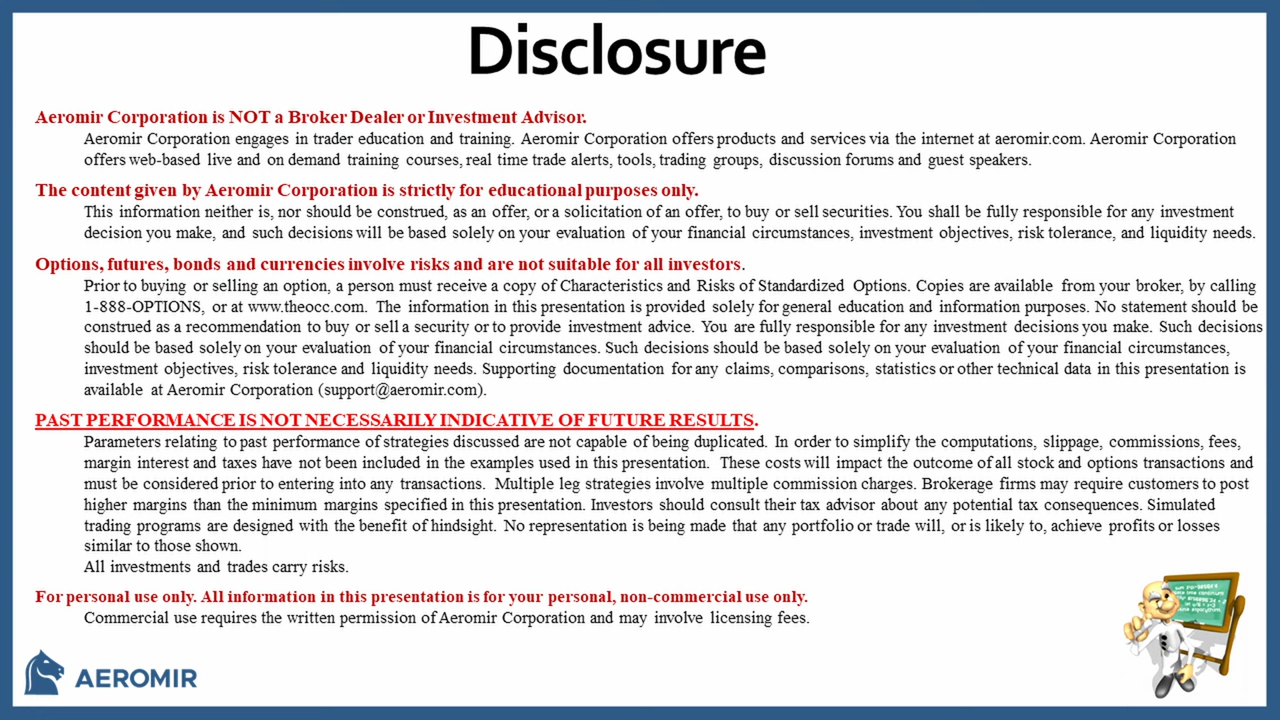 Disclosure
Aeromir Corporation is NOT a Broker Dealer or Investment Advisor.
Aeromir Corporation engages in trader education and training. Aeromir Corporation offers products and services via the internet at aeromir.com. Aeromir Corporation
offers web-based live and on demand training courses, real time trade alerts, tools, trading groups, discussion forums and guest speakers.
The content given by Aeromir Corporation is strictly for educational purposes only.
This information neither is, nor should be construed, as an offer, or a solicitation of an offer, to buy or sell securities. You shall be fully responsible for any investment
decision you make, and such decisions will be based solely on your evaluation of your financial circumstances, investment objectives, risk tolerance, and liquidity needs.
Options, futures, bonds and currencies involve risks and are not suitable for all investors.
Prior to buying or selling an option, a person must receive a copy of Characteristics and Risks of Standardized Options. Copies are available from your broker, by calling
1-888-OPTIONS, or at www.theocc.com. The information in this presentation is provided solely for general education and information purposes. No statement should be
construed as a recommendation to buy or sell a security or to provide investment advice. You are fully responsible for any investment decisions you make. Such decisions
should be based solely on your evaluation of your financial circumstances. Such decisions should be based solely on your evaluation of your financial circumstances,
investment objectives, risk tolerance and liquidity needs. Supporting documentation for any claims, comparisons, statistics or other technical data in this presentation is
available at Aeromir Corporation (support@aeromir.com).
PAST PERFORMANCE IS NOT NECESSARILY INDICATIVE OF FUTURE RESULTS.
Parameters relating to past performance of strategies discussed are not capable of being duplicated. In order to simplify the computations, slippage, commissions, fees,
margin interest and taxes have not been included in the examples used in this presentation. These costs will impact the outcome of all stock and options transactions and
must be considered prior to entering into any transactions. Multiple leg strategies involve multiple commission charges. Brokerage firms may require customers to post
higher margins than the minimum margins specified in this presentation. Investors should consult their tax advisor about any potential tax consequences. Simulated
trading programs are designed with the benefit of hindsight. No representation is being made that any portfolio or trade will, or is likely to, achieve profits or losses
similar to those shown.
All investments and trades carry risks.
For personal use only. All information in this presentation is for your personal, non-commercial use only.
Commercial use requires the written permission of Aeromir Corporation and may involve licensing fees.
AEROMIR